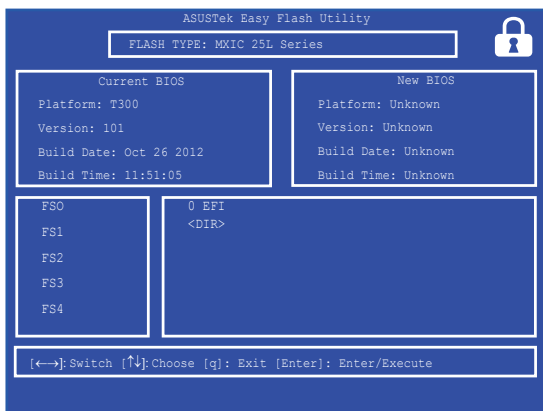 ASUSTek Easy Flash Utility
FLASH TYPE: MXIC 25L Series
Current BIOS
Platform: T300
Version: 101
Build Date: Oct 26 2012
Build Time: 11:51:05
New BIOS
Platform: Unknown
Version: Unknown
Build Date: Unknown
Build Time: Unknown
FSO
FS1
FS2
FS3
FS4
0 EFI
<DIR>
[←→]: Switch [↑↓]: Choose [q]: Exit [Enter]: Enter/Execute